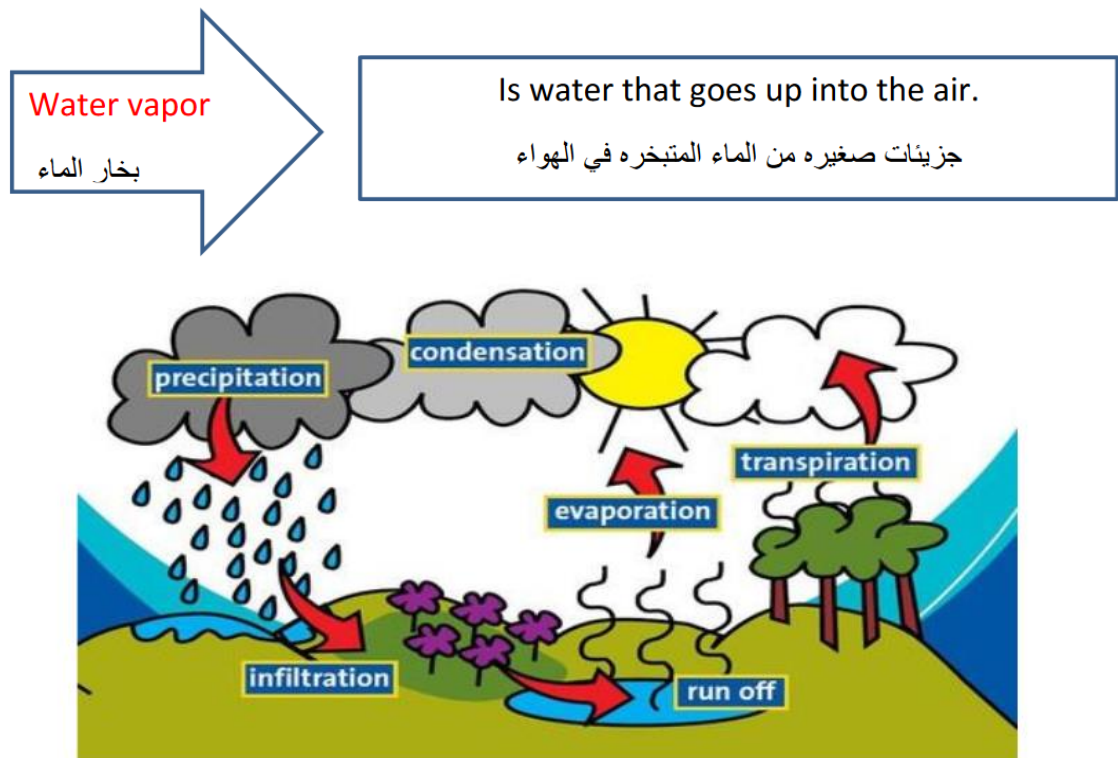 Water vapor
بخار الماء
Is water that goes up into the air.
جزيئات صغيره من الماء المتبخره في الهواء
condensation
precipitation
transpiration
evaporation
infiltration
run off